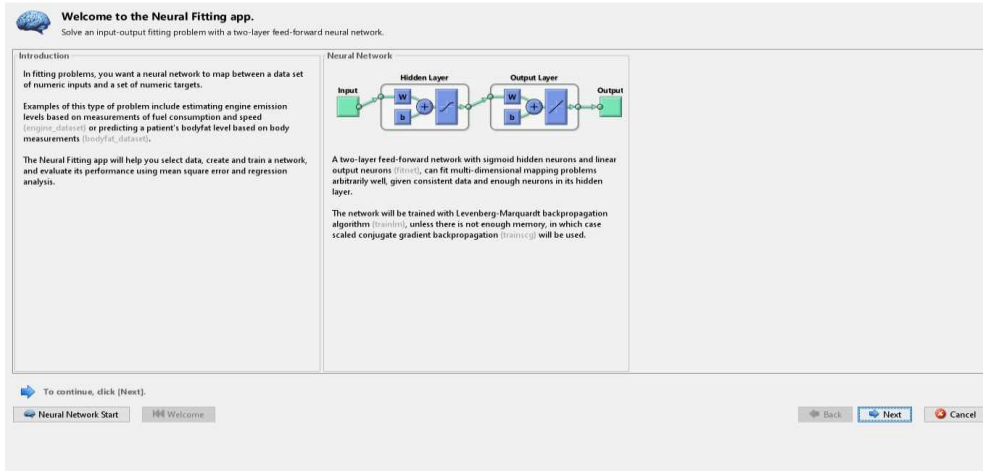 Welcome to the Neural Fitting app.
Solve an input-output fitting problem with a two-layer feed-forward neural network.
Introduction
In fitting problems, you want a neural network to map between a data set
of numeric inputs and a set of numeric targets.
Examples of this type of problem include estimating engine emission
levels based on measurements of fuel consumption and speed
(engine_dataset) or predicting a patient's bodyfat level based on body
measurements (bodyfat_dataset).
The Neural Fitting app will help you select data, create and train a network,
and evaluate its performance using mean square error and regression
analysis.
Neural Network
Hidden Layer
Output Layer
Input
Output
W
b
+
W
b
+
A two-layer feed-forward network with sigmoid hidden neurons and linear
output neurons (fitnet), can fit multi-dimensional mapping problems
arbitrarily well, given consistent data and enough neurons in its hidden
layer.
The network will be trained with Levenberg-Marquardt backpropagation
algorithm (trainlm), unless there is not enough memory, in which case
scaled conjugate gradient backpropagation (trainscg) will be used.
To continue, click [Next].
Neural Network Start
Welcome
Back
Next
Cancel